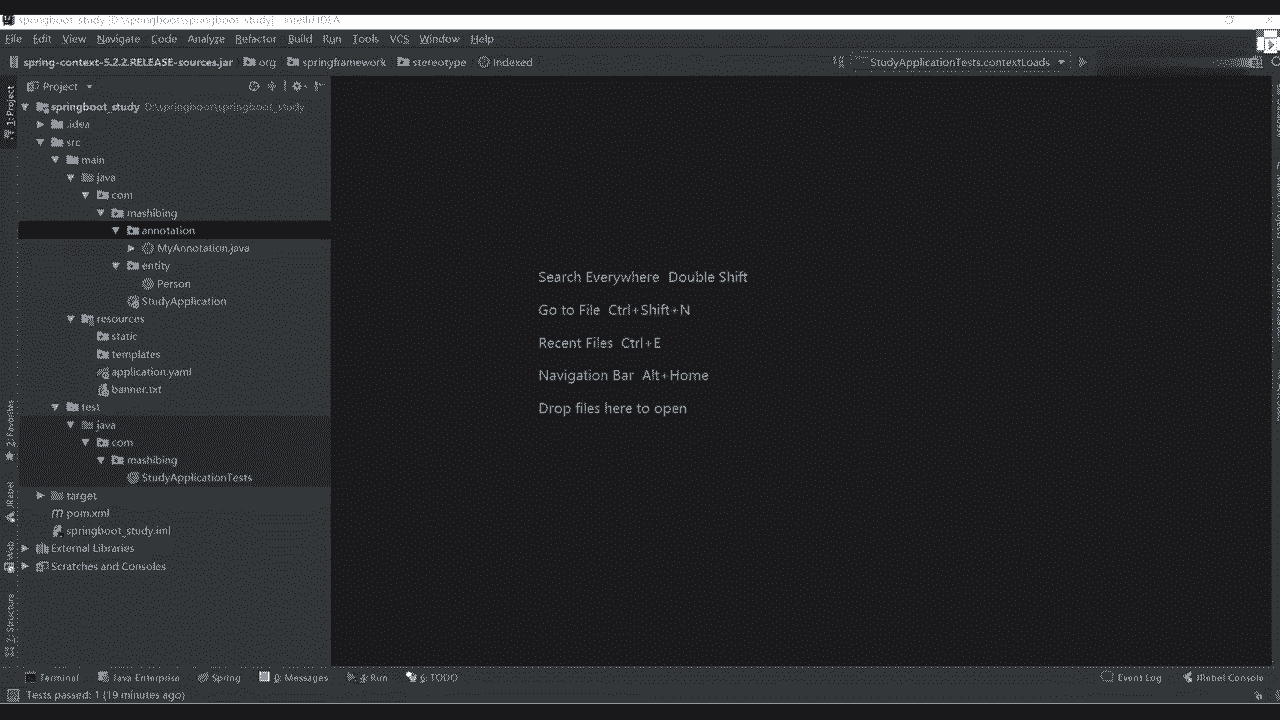 springboot_study [D:\springboot\springboot_study] - IntelliJ IDEA
File Edit View Navigate Code Analyze Refactor Build Run Tools VCS Window Help
spring-context-5.2.2.RELEASE-sources.jar org springframework stereotype Indexed StudyApplicationTests.contextLoads
1: Project
Project
springboot_study D:\springboot\springboot_study
.idea
src
main
java
com
mashibing
annotation
MyAnnotation.java
entity
Person
StudyApplication
resources
static
templates
application.yaml
banner.txt
test
java
com
mashibing
StudyApplicationTests
target
pom.xml
springboot_study.iml
External Libraries
Scratches and Consoles
Search Everywhere Double Shift
Go to File Ctrl+Shift+N
Recent Files Ctrl+E
Navigation Bar Alt+Home
Drop files here to open
2: Favorites
JRebel
Web
Z: Structure
Terminal Java Enterprise Spring 0: Messages 4: Run 6: TODO Event Log JRebel Console
Tests passed: 1 (19 minutes ago)